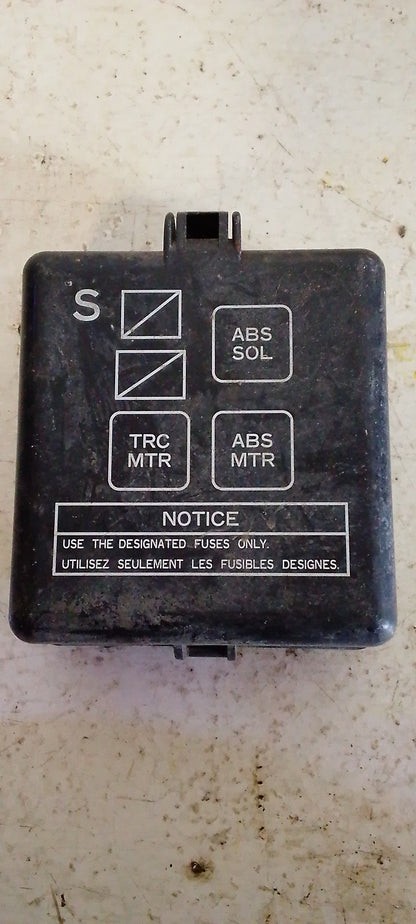 S
ABS
SOL
TRC
MTR
ABS
MTR
NOTICE
USE THE DESIGNATED FUSES ONLY.
UTILISEZ SEULEMENT LES FUSIBLES DESIGNES.